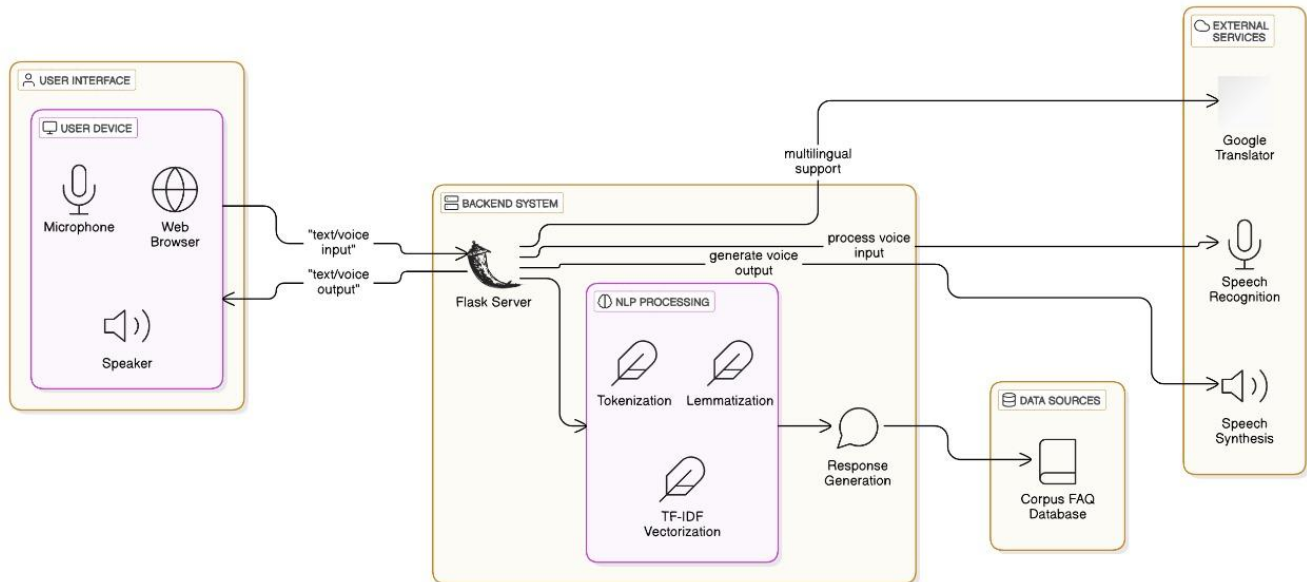 USER INTERFACE
USER DEVICE
Microphone
Web
Browser
Speaker
"text/voice
input"
"text/voice
output"
BACKEND SYSTEM
Flask Server
multilingual
support
process voice
input
generate voice
output
NLP PROCESSING
Tokenization
Lemmatization
TF-IDF
Vectorization
Response
Generation
DATA SOURCES
Corpus FAQ
Database
EXTERNAL
SERVICES
Google
Translator
Speech
Recognition
Speech
Synthesis